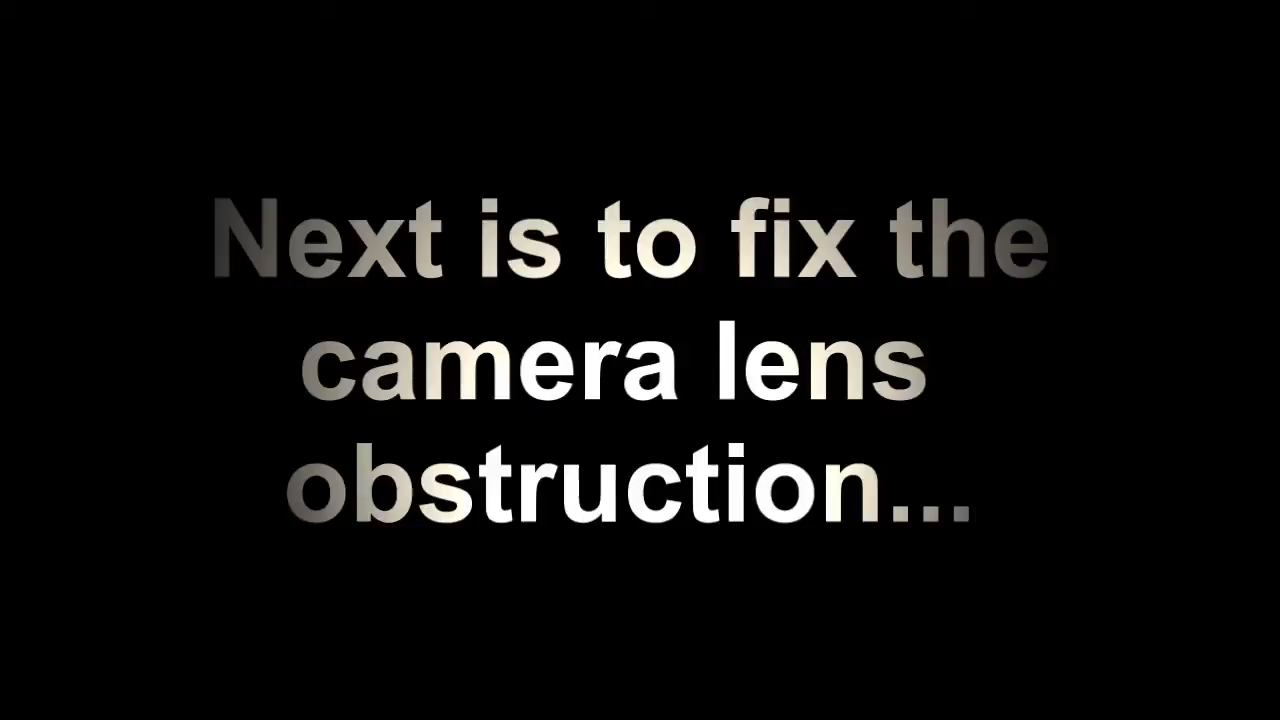 Next is to fix the
camera lens
obstruction...